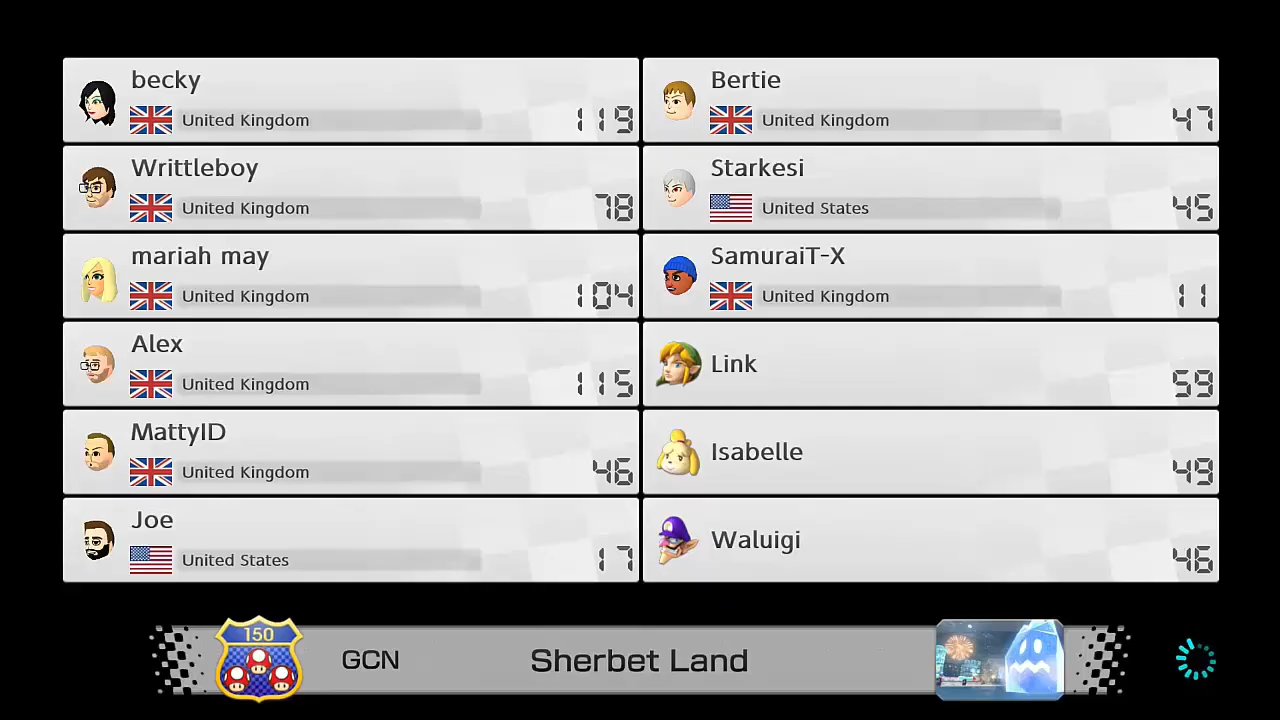 becky
United Kingdom
119
Writtleboy
United Kingdom
78
mariah may
United Kingdom
104
Alex
United Kingdom
115
MattyID
United Kingdom
46
Joe
United States
17
Bertie
United Kingdom
47
Starkesi
United States
45
SamuraiT-X
United Kingdom
11
Link
59
Isabelle
49
Waluigi
46
150
GCN
Sherbet Land